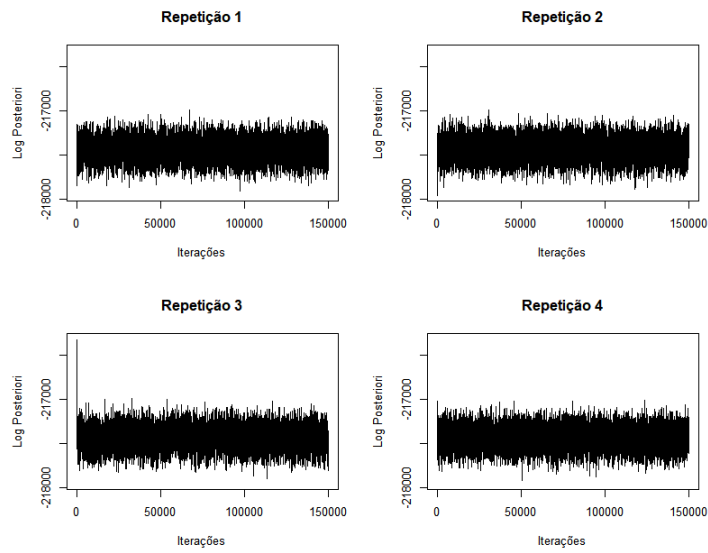 Repetição 1
Log Posteriori
-217000
-218000
0 50000 100000 150000
Iterações
Repetição 2
Log Posteriori
-217000
-218000
0 50000 100000 150000
Iterações
Repetição 3
Log Posteriori
-217000
-218000
0 50000 100000 150000
Iterações
Repetição 4
Log Posteriori
-217000
-218000
0 50000 100000 150000
Iterações